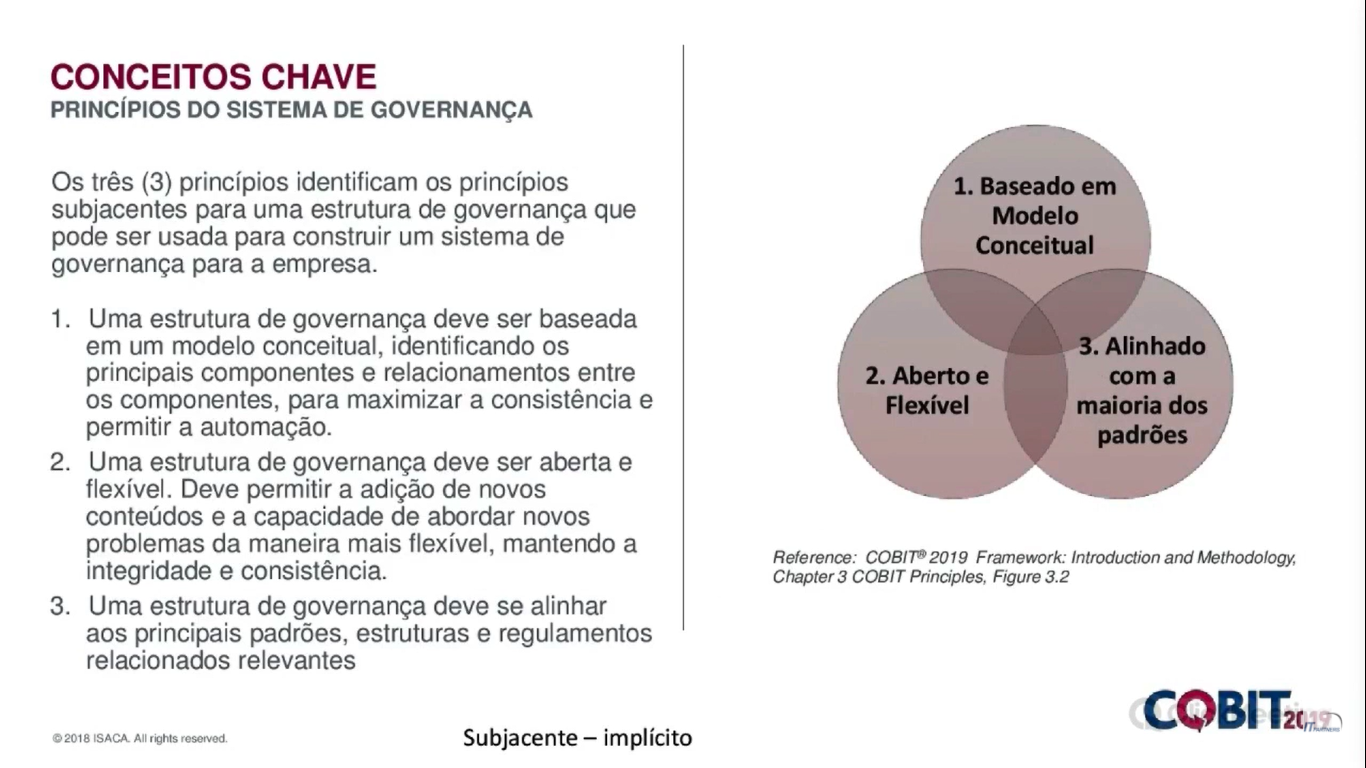 CONCEITOS CHAVE
PRINCÍPIOS DO SISTEMA DE GOVERNANÇA
Os três (3) princípios identificam os princípios
subjacentes para uma estrutura de governança que
pode ser usada para construir um sistema de
governança para a empresa.
1. Uma estrutura de governança deve ser baseada
em um modelo conceitual, identificando os
principais componentes e relacionamentos entre
os componentes, para maximizar a consistência e
permitir a automação.
2. Uma estrutura de governança deve ser aberta e
flexível. Deve permitir a adição de novos
conteúdos e a capacidade de abordar novos
problemas da maneira mais flexível, mantendo a
integridade e consistência.
3. Uma estrutura de governança deve se alinhar
aos principais padrões, estruturas e regulamentos
relacionados relevantes
1. Baseado em
Modelo
Conceitual
2. Aberto e
Flexível
3. Alinhado
com a
maioria dos
padrões
Reference: COBIT® 2019 Framework: Introduction and Methodology,
Chapter 3 COBIT Principles, Figure 3.2
© 2018 ISACA. All rights reserved.
Subjacente – implícito
COBIT 2019